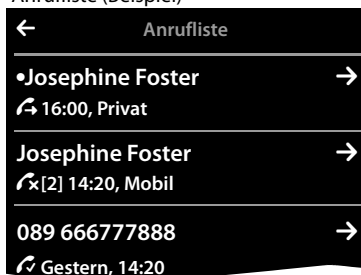 Anrufliste (Beispiel)
Anrufliste
•Josephine Foster
16:00, Privat
Josephine Foster
[2] 14:20, Mobil
089 666777888
Gestern, 14:20